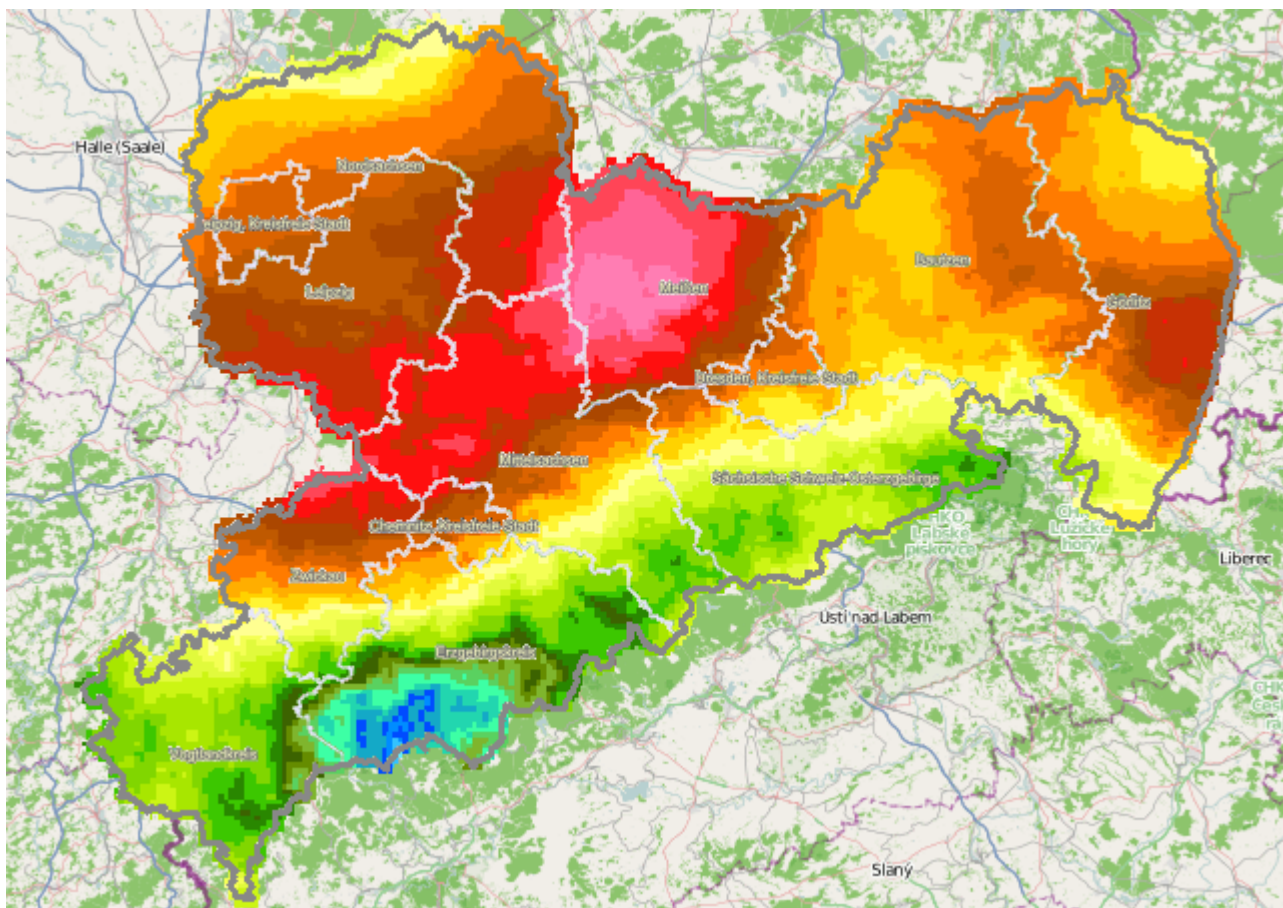 Halle (Saale)
Nordsachsen
Leipzig, Kreisfreie Stadt
Leipzig
Meißen
Bautzen
Görlitz
Dresden, Kreisfreie Stadt
Mittelsachsen
Sächsische Schweiz-Osterzgebirge
Chemnitz, Kreisfreie Stadt
CHKO
Labské
pískovce
Lužické
hory
Liberec
Zwickau
Ústí nad Labem
Erzgebirgskreis
Vogtlandkreis
Slaný